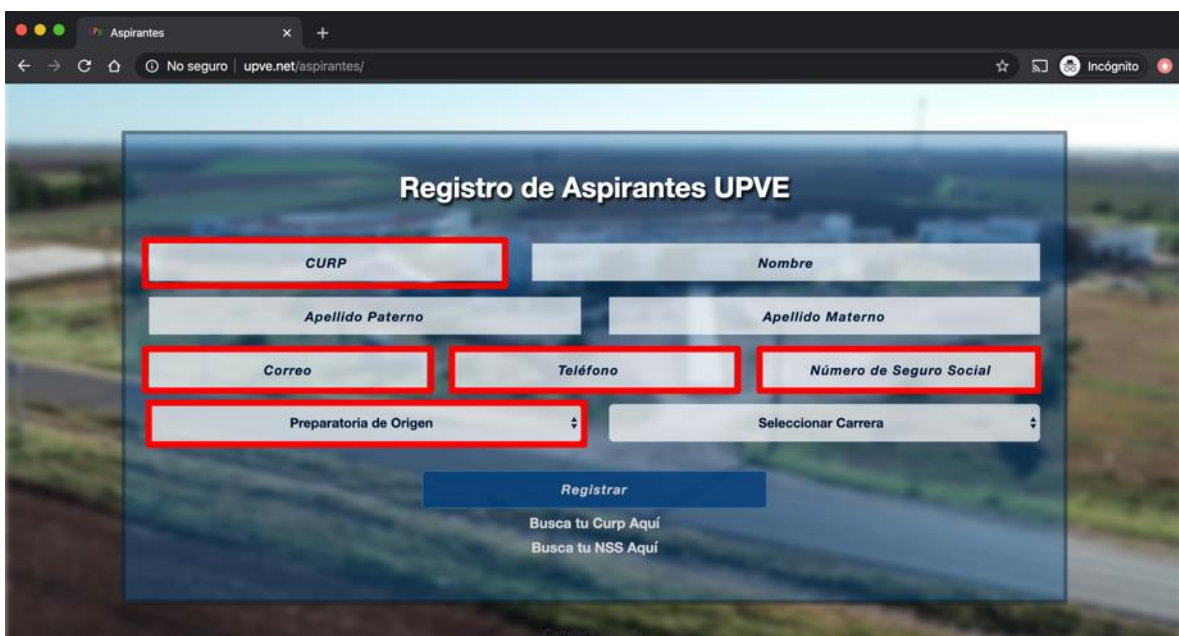 Aspirantes
No seguro | upve.net/aspirantes/ Incógnito
Registro de Aspirantes UPVE
CURP Nombre
Apellido Paterno Apellido Materno
Correo Teléfono Número de Seguro Social
Preparatoria de Origen Seleccionar Carrera
Registrar
Busca tu Curp Aquí
Busca tu NSS Aquí